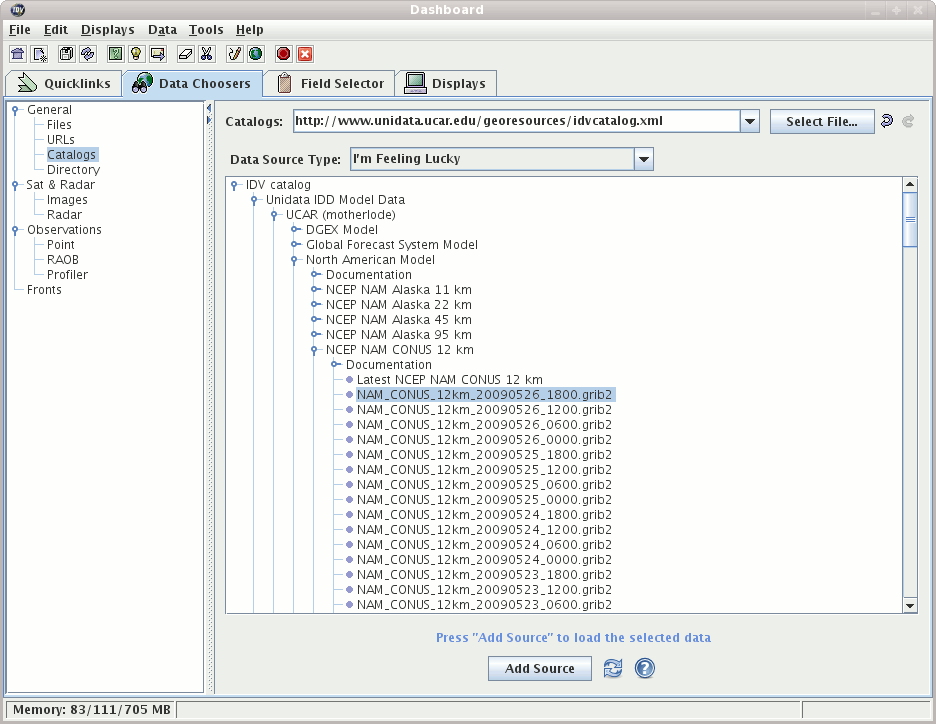 IDV
Dashboard
File Edit Displays Data Tools Help
Quicklinks Data Choosers Field Selector Displays
General
Files
URLs
Catalogs
Directory
Sat & Radar
Images
Radar
Observations
Point
RAOB
Profiler
Fronts
Catalogs: http://www.unidata.ucar.edu/georesources/idvcatalog.xml Select File...
Data Source Type: I'm Feeling Lucky
IDV catalog
Unidata IDD Model Data
UCAR (motherlode)
DGEX Model
Global Forecast System Model
North American Model
Documentation
NCEP NAM Alaska 11 km
NCEP NAM Alaska 22 km
NCEP NAM Alaska 45 km
NCEP NAM Alaska 95 km
NCEP NAM CONUS 12 km
Documentation
Latest NCEP NAM CONUS 12 km
NAM_CONUS_12km_20090526_1800.grib2
NAM_CONUS_12km_20090526_1200.grib2
NAM_CONUS_12km_20090526_0600.grib2
NAM_CONUS_12km_20090526_0000.grib2
NAM_CONUS_12km_20090525_1800.grib2
NAM_CONUS_12km_20090525_1200.grib2
NAM_CONUS_12km_20090525_0600.grib2
NAM_CONUS_12km_20090525_0000.grib2
NAM_CONUS_12km_20090524_1800.grib2
NAM_CONUS_12km_20090524_1200.grib2
NAM_CONUS_12km_20090524_0600.grib2
NAM_CONUS_12km_20090524_0000.grib2
NAM_CONUS_12km_20090523_1800.grib2
NAM_CONUS_12km_20090523_1200.grib2
NAM_CONUS_12km_20090523_0600.grib2
Press "Add Source" to load the selected data
Add Source
Memory: 83/111/705 MB